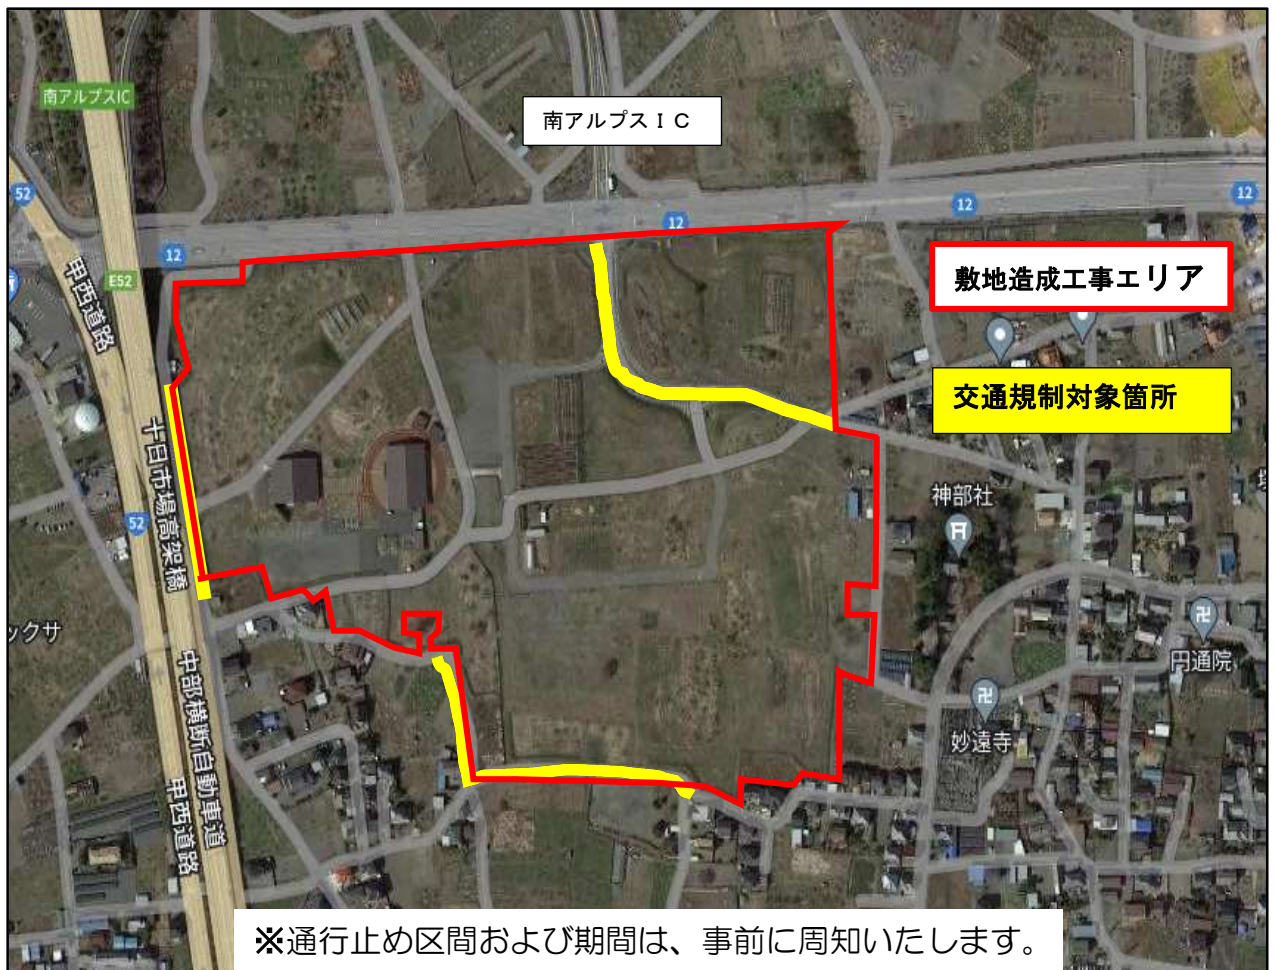 南アルプスIC
南アルプスＩＣ
52
12
12
12
12
E52
甲西道路
敷地造成工事エリア
交通規制対象箇所
十日市場高架橋
52
神部社
卍
円通院
ックサ
卍
妙遠寺
中部横断自動車道
甲西道路
※通行止め区間および期間は、事前に周知いたします。